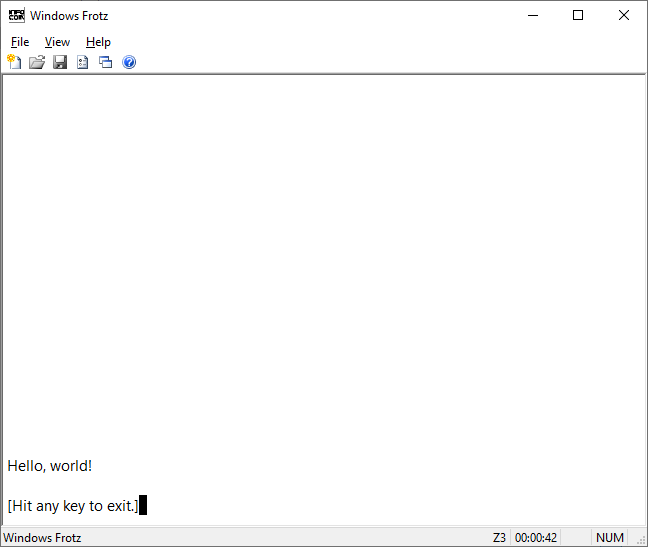 Windows Frotz
File View Help
Hello, world!
[Hit any key to exit.]
Windows Frotz Z3 00:00:42 NUM